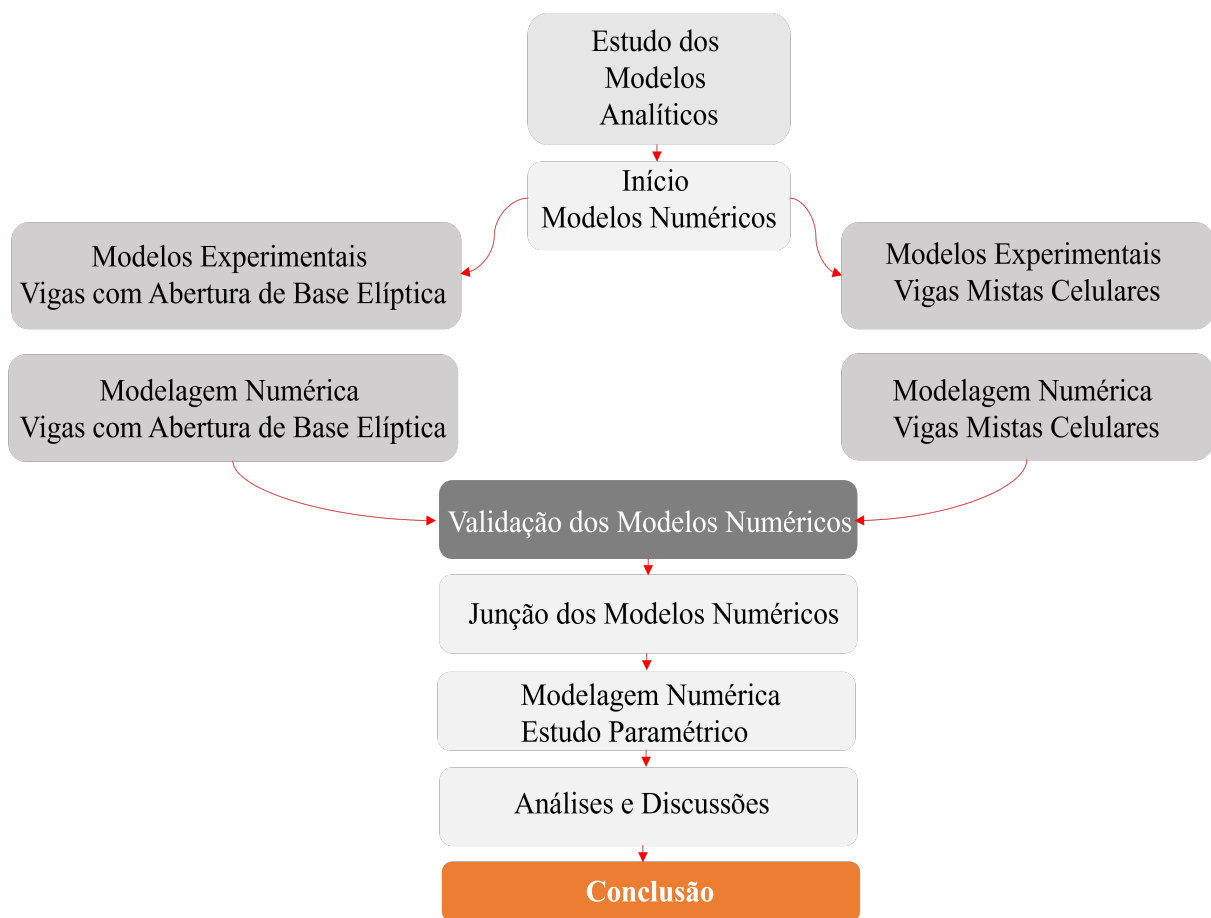 Estudo dos
Modelos
Analíticos
Início
Modelos Numéricos
Modelos Experimentais
Vigas com Abertura de Base Elíptica
Modelos Experimentais
Vigas Mistas Celulares
Modelagem Numérica
Vigas com Abertura de Base Elíptica
Modelagem Numérica
Vigas Mistas Celulares
Validação dos Modelos Numéricos
Junção dos Modelos Numéricos
Modelagem Numérica
Estudo Paramétrico
Análises e Discussões
Conclusão